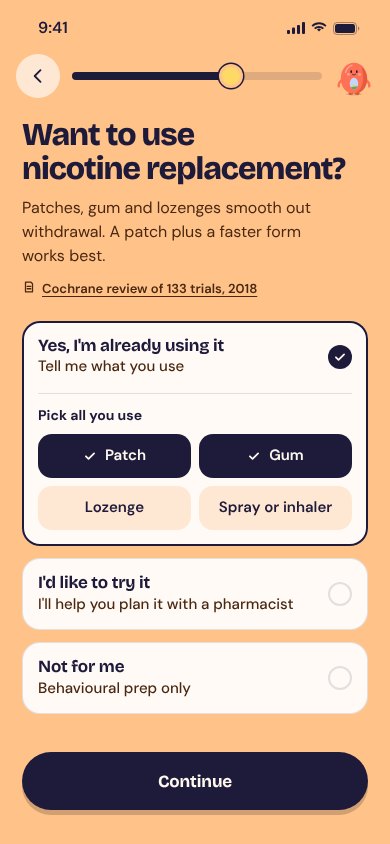 9:41
Want to use
nicotine replacement?
Patches, gum and lozenges smooth out
withdrawal. A patch plus a faster form
works best.
Cochrane review of 133 trials, 2018
Yes, I'm already using it
Tell me what you use
Pick all you use
Patch
Gum
Lozenge
Spray or inhaler
I'd like to try it
I'll help you plan it with a pharmacist
Not for me
Behavioural prep only
Continue